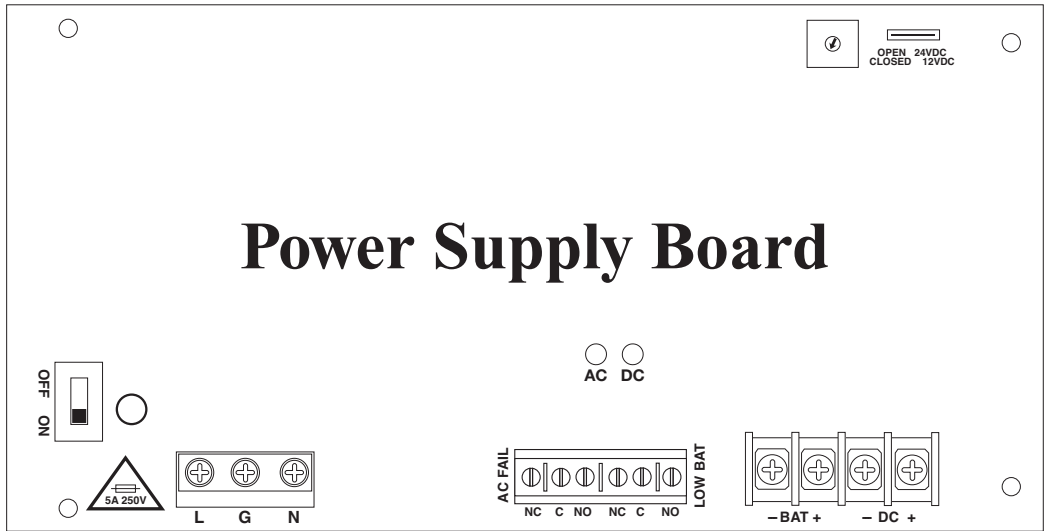 OPEN 24VDC
CLOSED 12VDC
Power Supply Board
AC DC
OFF ON
5A 250V
L G N
AC FAIL
NC C NO NC C NO
LOW BAT
– BAT + – DC +